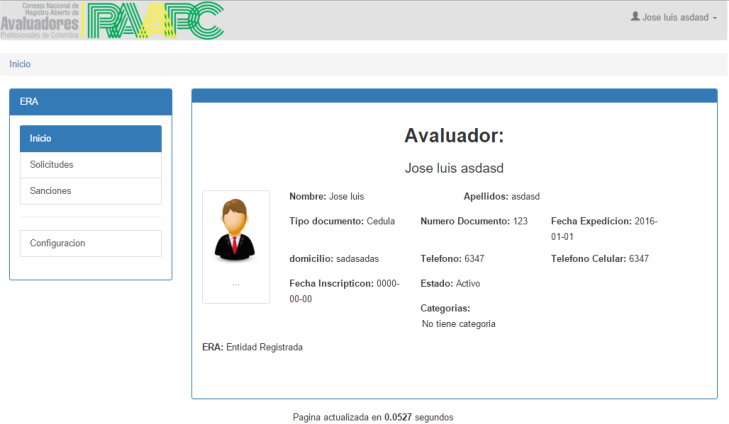 Consejo Nacional de
Registro Abierto de
Avaluadores
Profesionales de Colombia
RAAPC
Jose luis asdasd
Inicio
ERA
Inicio
Solicitudes
Sanciones
Configuracion
Avaluador:
Jose luis asdasd
Nombre: Jose luis Apellidos: asdasd
Tipo documento: Cedula Numero Documento: 123 Fecha Expedicion: 2016-
01-01
domicilio: sadasadas Telefono: 6347 Telefono Celular: 6347
Fecha Inscripticon: 0000- Estado: Activo
00-00
Categorias:
No tiene categoria
...
ERA: Entidad Registrada
Pagina actualizada en 0.0527 segundos